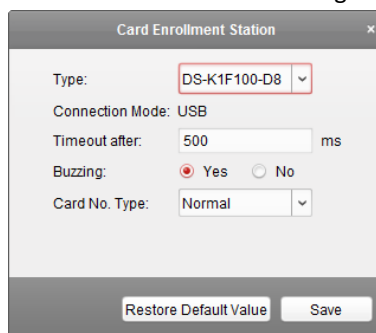 Card Enrollment Station ×
Type: DS-K1F100-D8
Connection Mode: USB
Timeout after: 500 ms
Buzzing: Yes No
Card No. Type: Normal
Restore Default Value Save